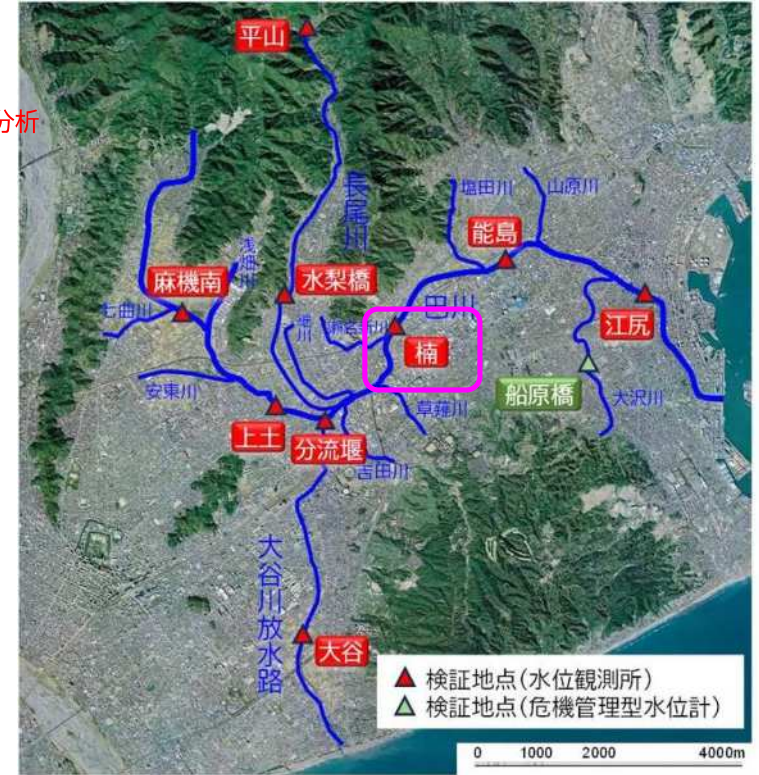 平山
分析
長尾川
塩田川
山原川
能島
浅畑川
麻機南
水梨橋
七曲川
田川
江尻
楠
船原橋
大沢川
安東川
草薙川
上土
分流堰
吉田川
大谷川放水路
大谷
検証地点(水位観測所)
検証地点(危機管理型水位計)
0 1000 2000 4000m